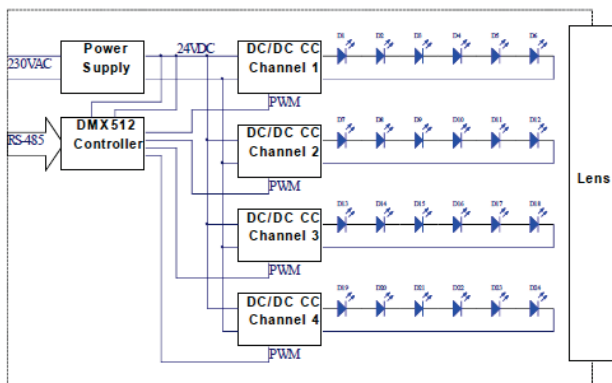 230VAC
Power
Supply
24VDC
DC/DC CC
Channel 1
D1 D2 D3 D4 D5 D6
PWM
RS-485
DMX512
Controller
DC/DC CC
Channel 2
D7 D8 D9 D10 D11 D12
PWM
DC/DC CC
Channel 3
D13 D14 D15 D16 D17 D18
PWM
DC/DC CC
Channel 4
D19 D20 D21 D22 D23 D24
PWM
Lens